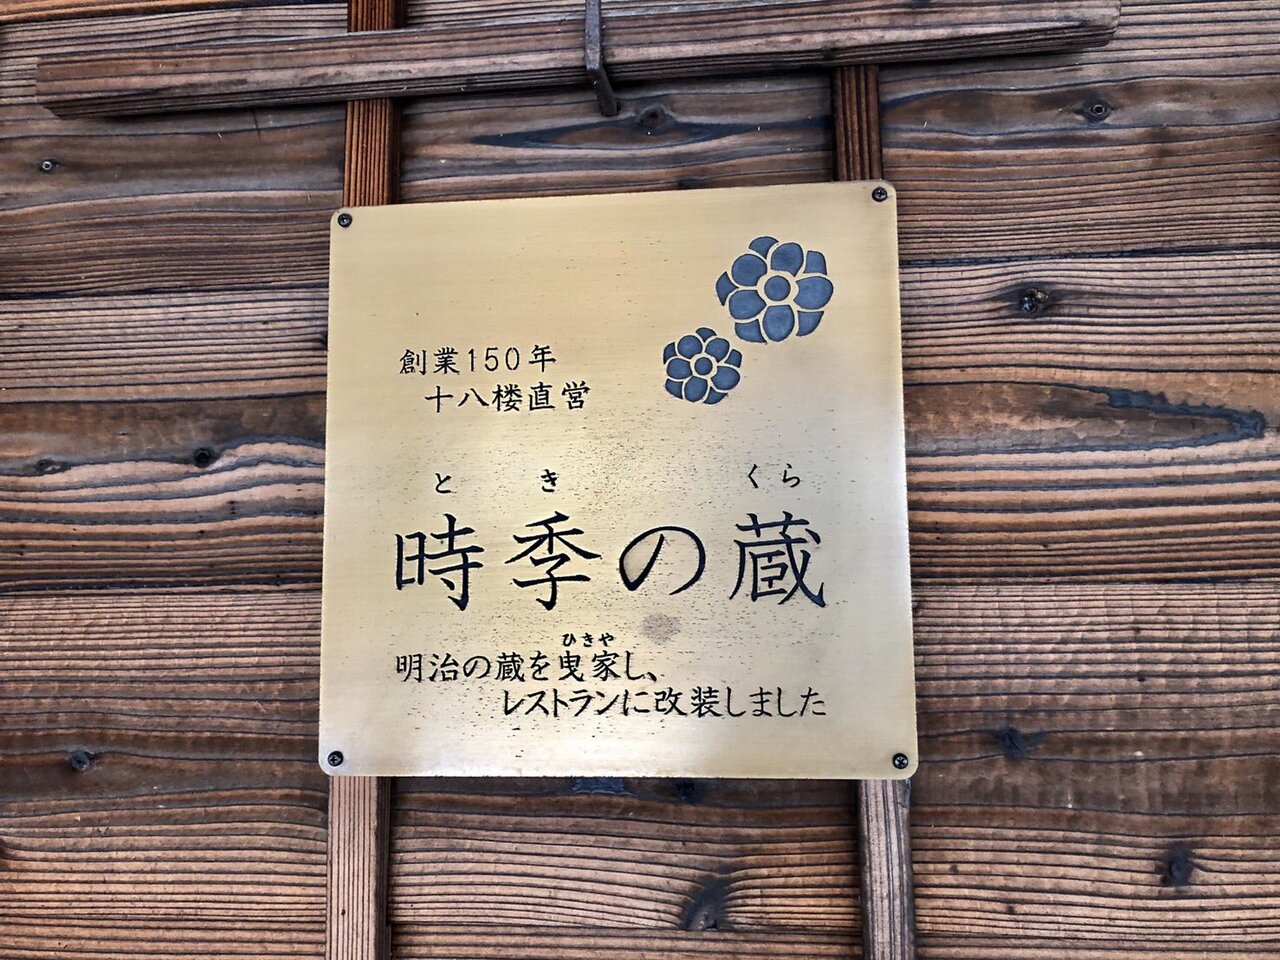 創業150年
十八楼直営
とき くら
時季の蔵
ひきや
明治の蔵を曳家し、
レストランに改装しました